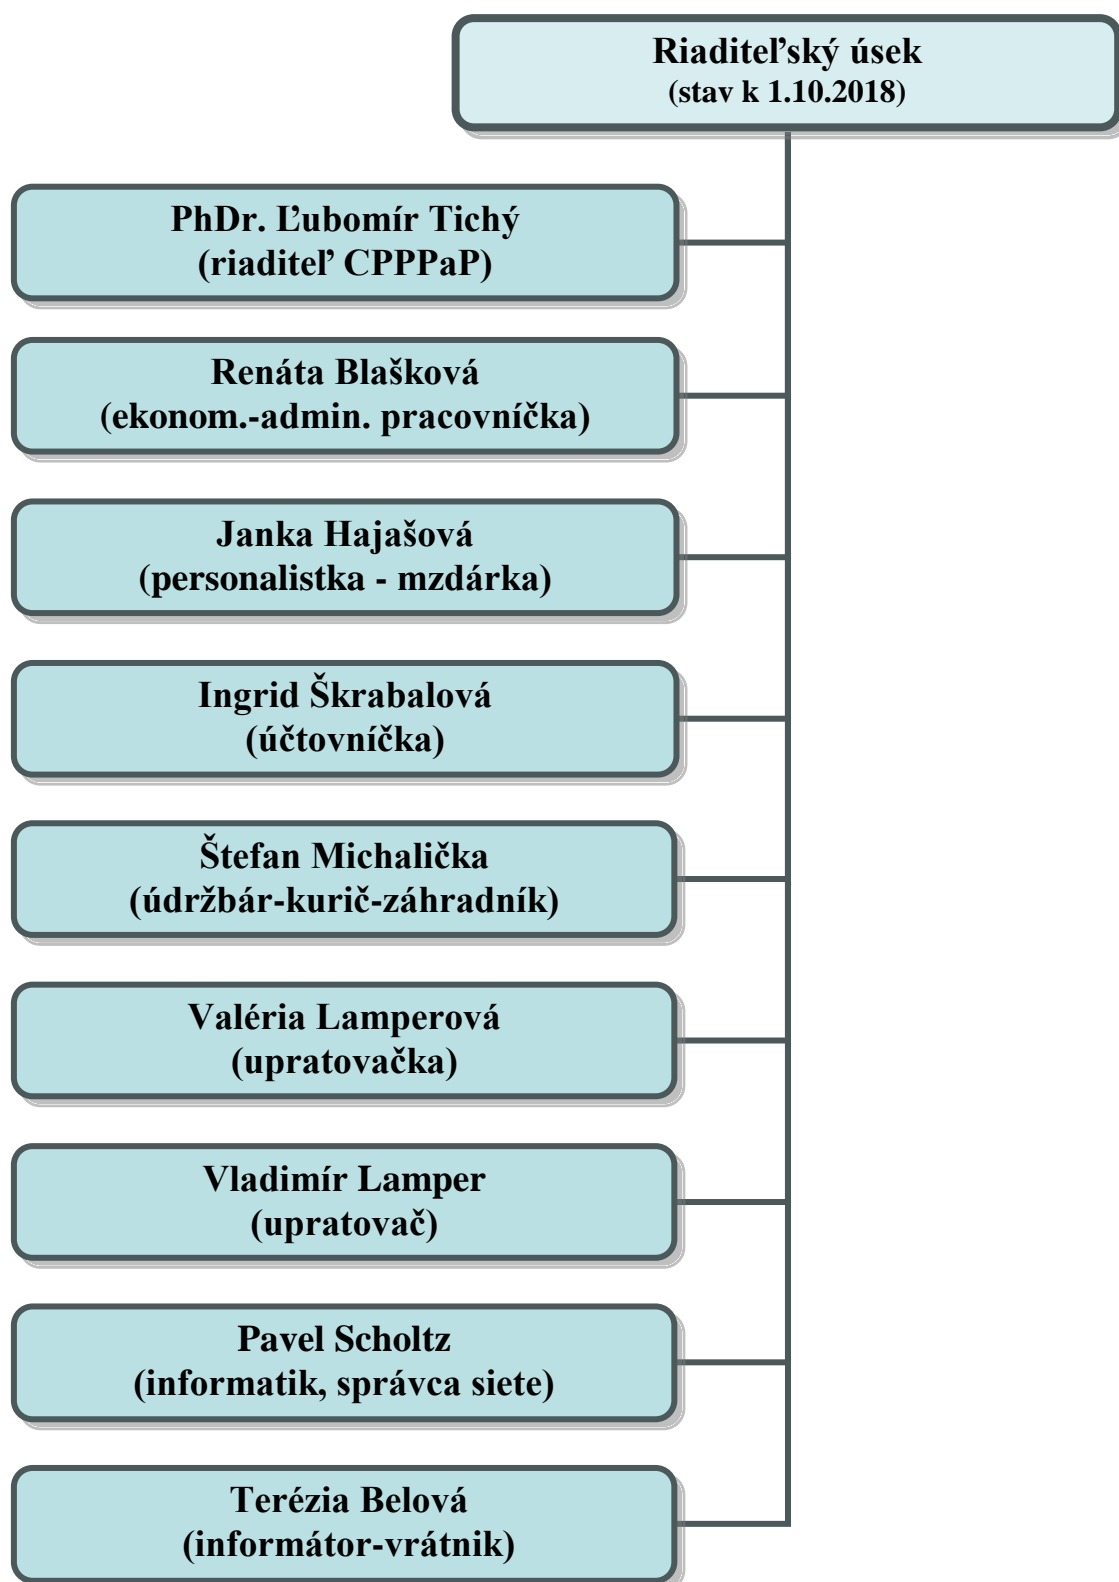 Riaditeľský úsek
(stav k 1.10.2018)
PhDr. Ľubomír Tichý
(riaditeľ CPPPaP)
Renáta Blašková
(ekonom.-admin. pracovníčka)
Janka Hajašová
(personalistka - mzdárka)
Ingrid Škrabalová
(účtovníčka)
Štefan Michalička
(údržbár-kurič-záhradník)
Valéria Lamperová
(upratovačka)
Vladimír Lamper
(upratovač)
Pavel Scholtz
(informatik, správca siete)
Terézia Belová
(informátor-vrátnik)